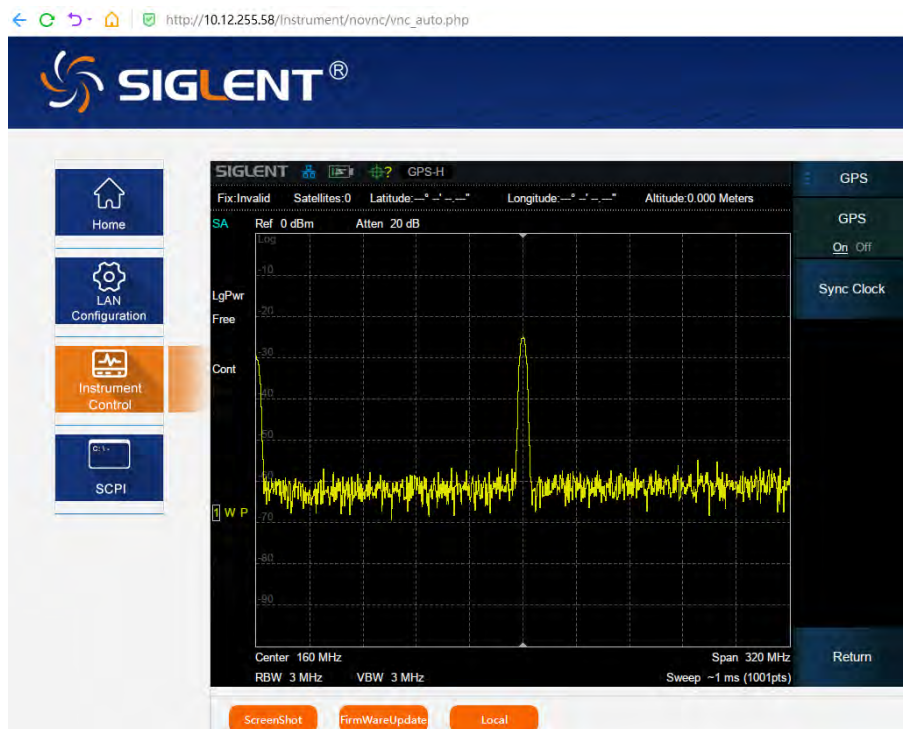 http://10.12.255.58/Instrument/novnc/vnc_auto.php
SIGLENT®
Home
LAN
Configuration
Instrument
Control
C:\-
SCPI
SIGLENT GPS-H
Fix:Invalid Satellites:0 Latitude:---° --' --.---" Longitude:---° --' --.---" Altitude:0.000 Meters
SA Ref 0 dBm Atten 20 dB
Log
-10
LgPwr
-20
Free
-30
Cont
-40
-50
-60
1 W P
-70
-80
-90
Center 160 MHz Span 320 MHz
RBW 3 MHz VBW 3 MHz Sweep ~1 ms (1001pts)
GPS
GPS
On Off
Sync Clock
Return
ScreenShot FirmWareUpdate Local